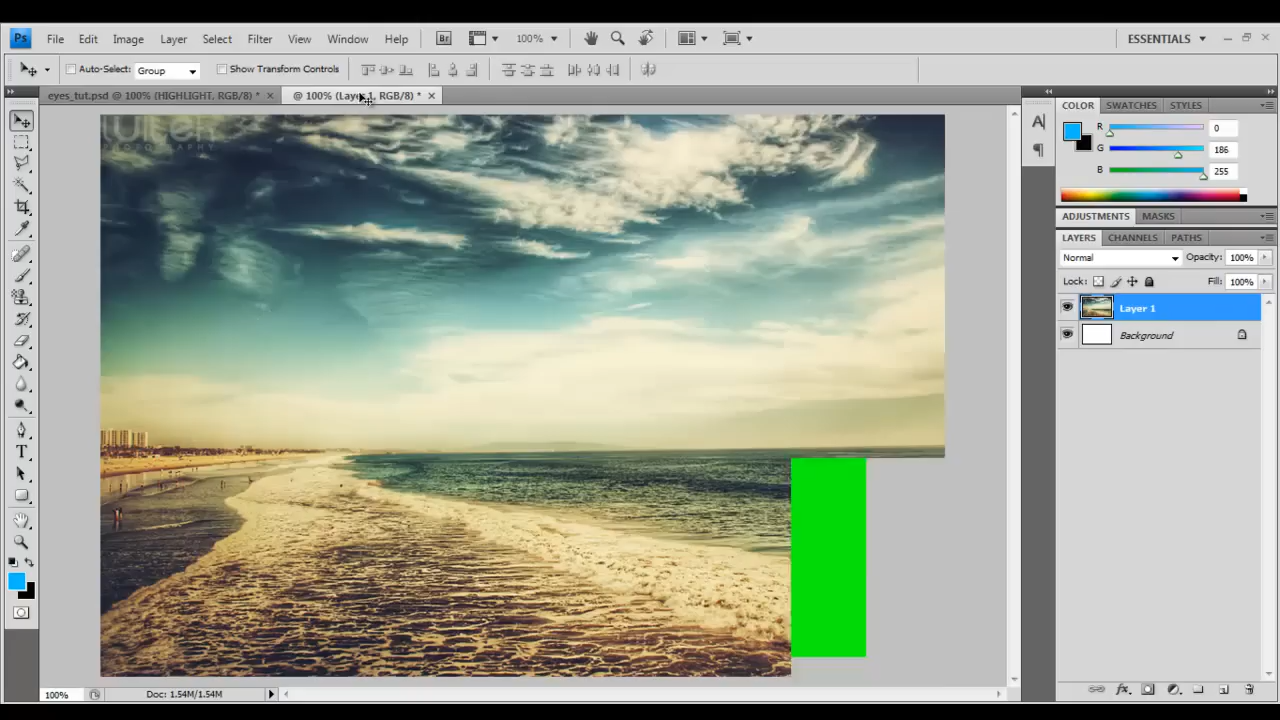 Ps File Edit Image Layer Select Filter View Window Help Br 100% ESSENTIALS
Auto-Select: Group Show Transform Controls
eyes_tut.psd @ 100% (HIGHLIGHT, RGB/8) * @ 100% (Layer 1, RGB/8) *
PHOTOGRAPHY
COLOR SWATCHES STYLES
R 0
G 186
B 255
ADJUSTMENTS MASKS
LAYERS CHANNELS PATHS
Normal Opacity: 100%
Lock: Fill: 100%
Layer 1
Background
100% Doc: 1.54M/1.54M